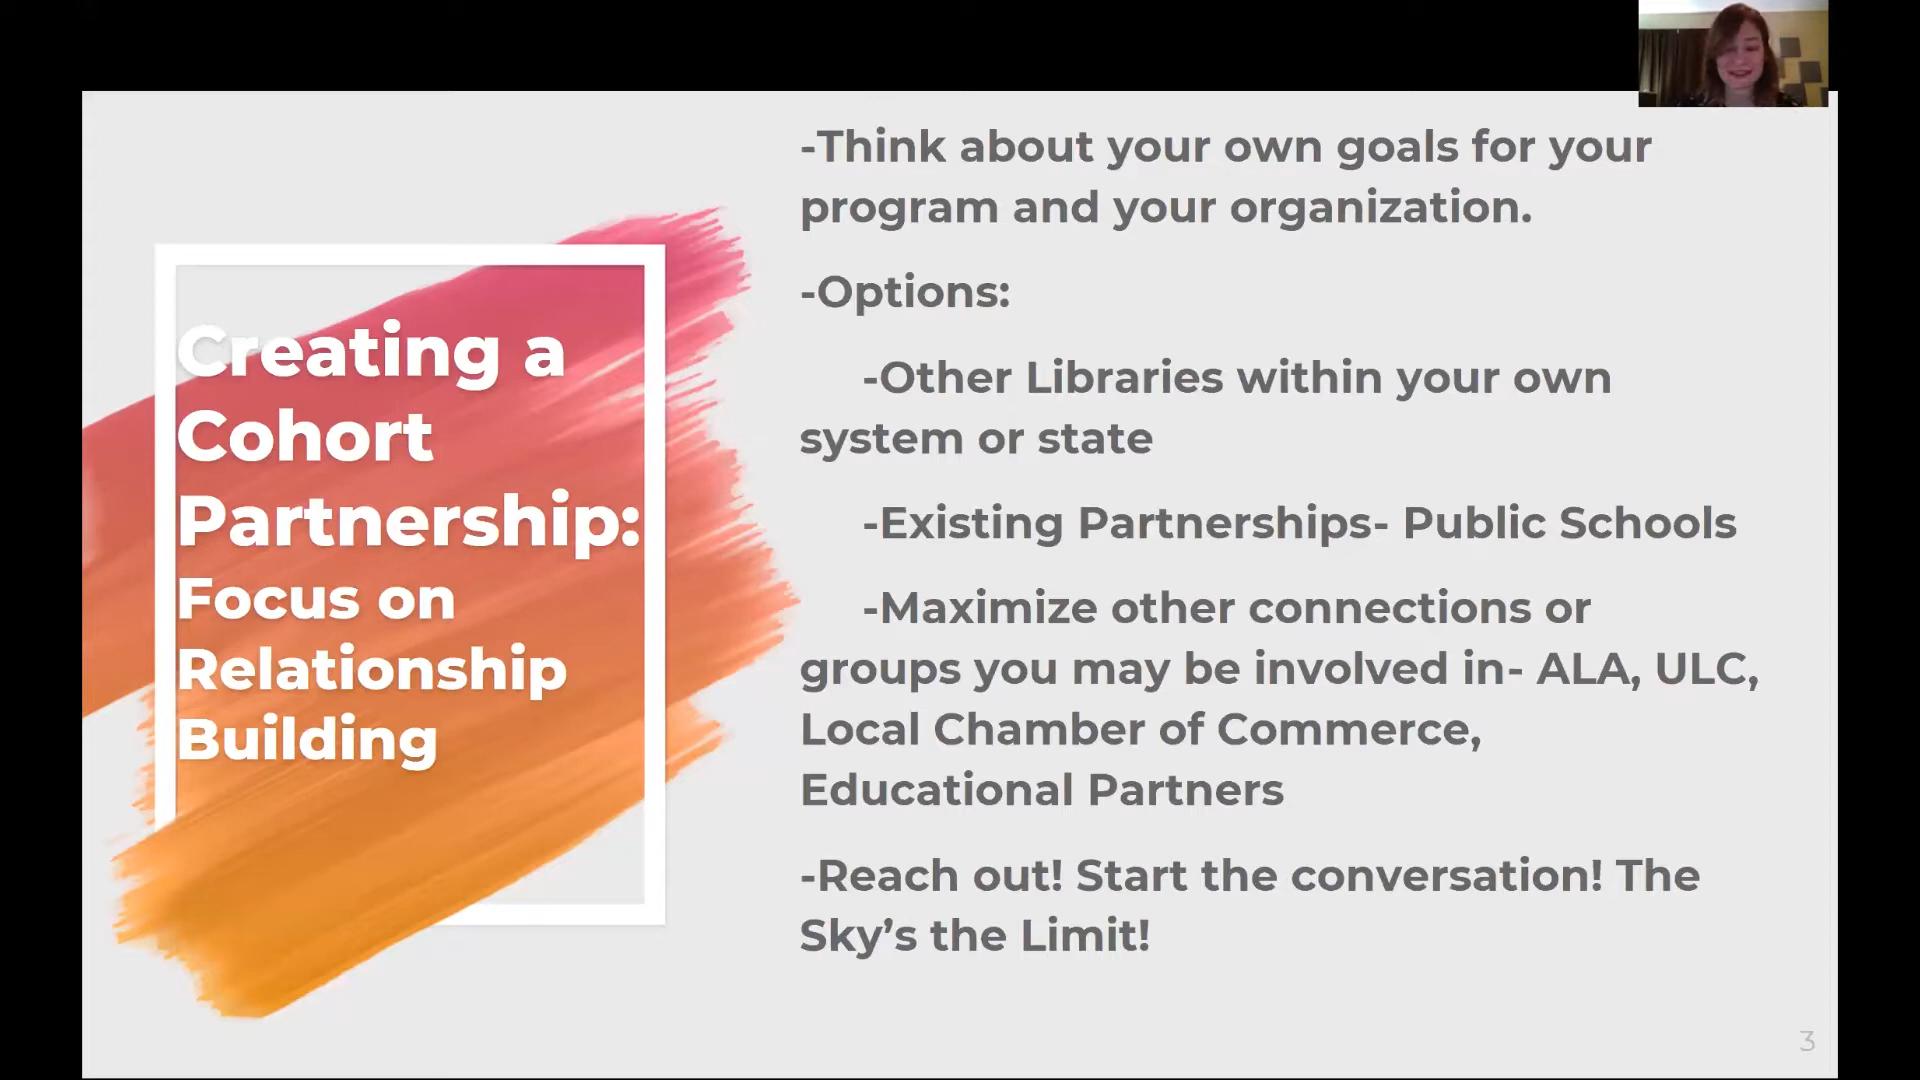 Creating a
Cohort
Partnership:
Focus on
Relationship
Building
-Think about your own goals for your
program and your organization.
-Options:
-Other Libraries within your own
system or state
-Existing Partnerships- Public Schools
-Maximize other connections or
groups you may be involved in- ALA, ULC,
Local Chamber of Commerce,
Educational Partners
-Reach out! Start the conversation! The
Sky’s the Limit!
3